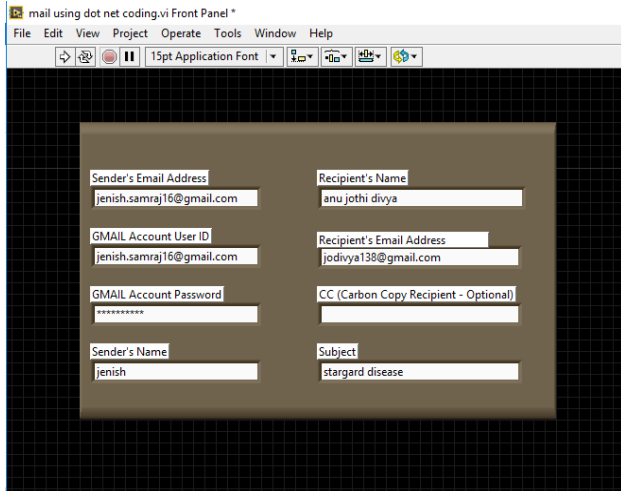 mail using dot net coding.vi Front Panel *
File Edit View Project Operate Tools Window Help
15pt Application Font
Sender's Email Address
jenish.samraj16@gmail.com
Recipient's Name
anu jothi divya
GMAIL Account User ID
jenish.samraj16@gmail.com
Recipient's Email Address
jodivya138@gmail.com
GMAIL Account Password
**********
CC (Carbon Copy Recipient - Optional)
Sender's Name
jenish
Subject
stargard disease